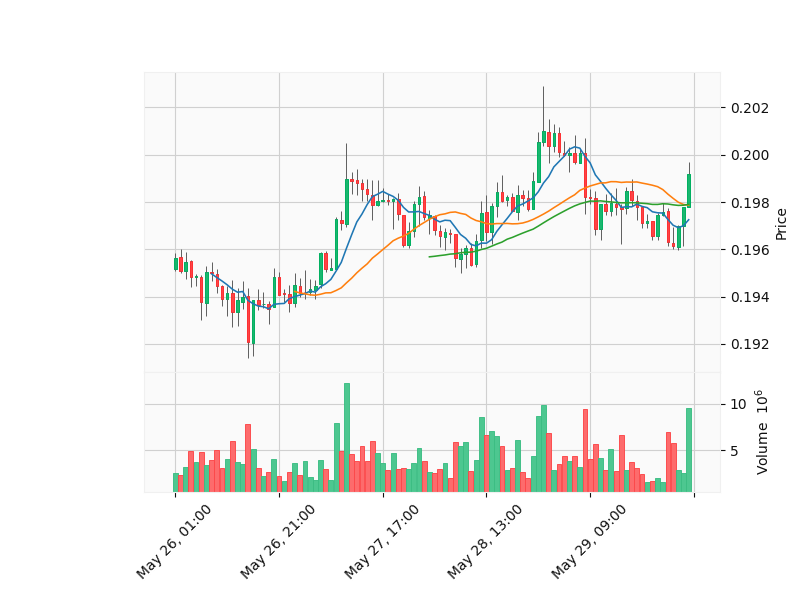 0.202
0.200
0.198
0.196
0.194
0.192
Price
10
5
Volume 10^6
May 26, 01:00
May 26, 21:00
May 27, 17:00
May 28, 13:00
May 29, 09:00